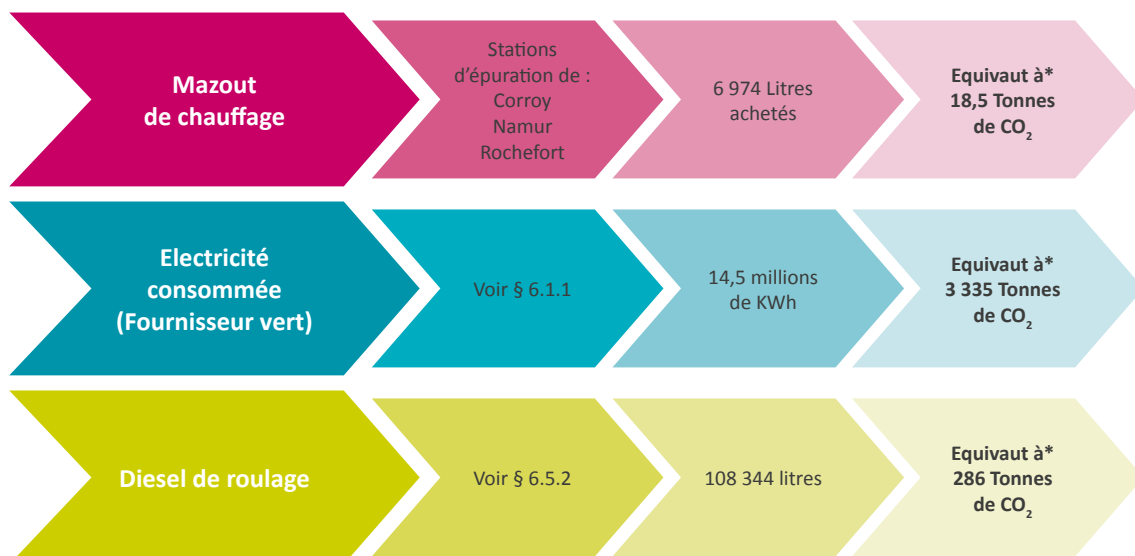 Mazout
de chauffage
Stations
d'épuration de :
Corroy
Namur
Rochefort
6 974 Litres
achetés
Equivaut à*
18,5 Tonnes
de CO₂
Electricité
consommée
(Fournisseur vert)
Voir § 6.1.1
14,5 millions
de KWh
Equivaut à*
3 335 Tonnes
de CO₂
Diesel de roulage
Voir § 6.5.2
108 344 litres
Equivaut à*
286 Tonnes
de CO₂